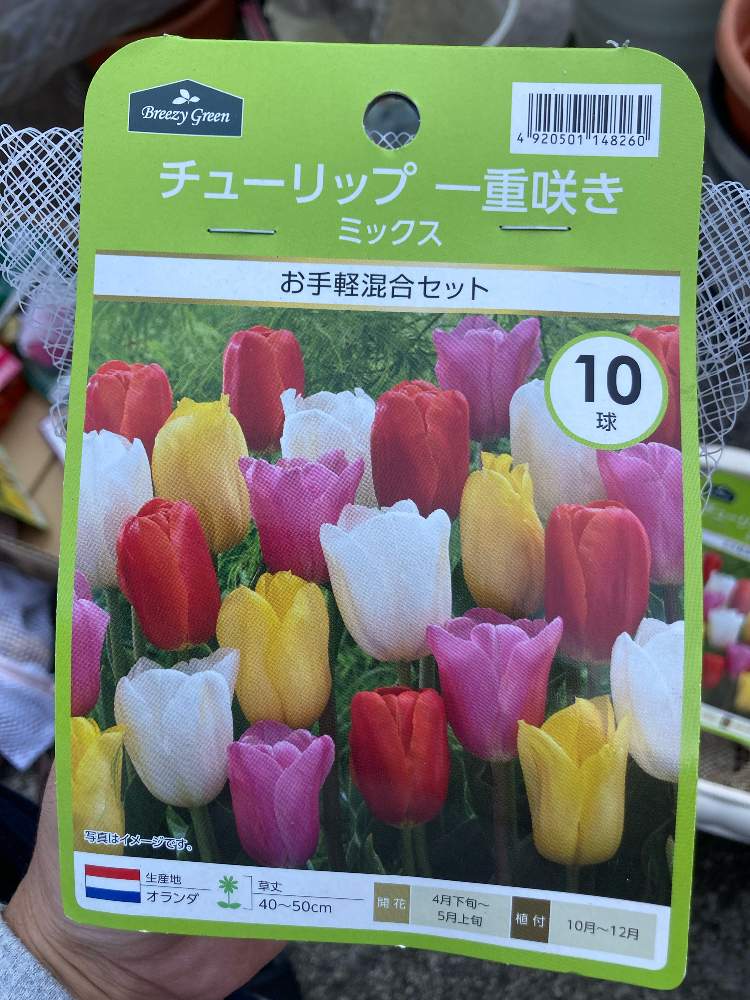 Breezy Green
4 920501 148260
チューリップ 一重咲き
ミックス
お手軽混合セット
10
球
写真はイメージです。
生産地
オランダ
草丈
40〜50cm
開花
4月下旬〜
5月上旬
植付
10月〜12月